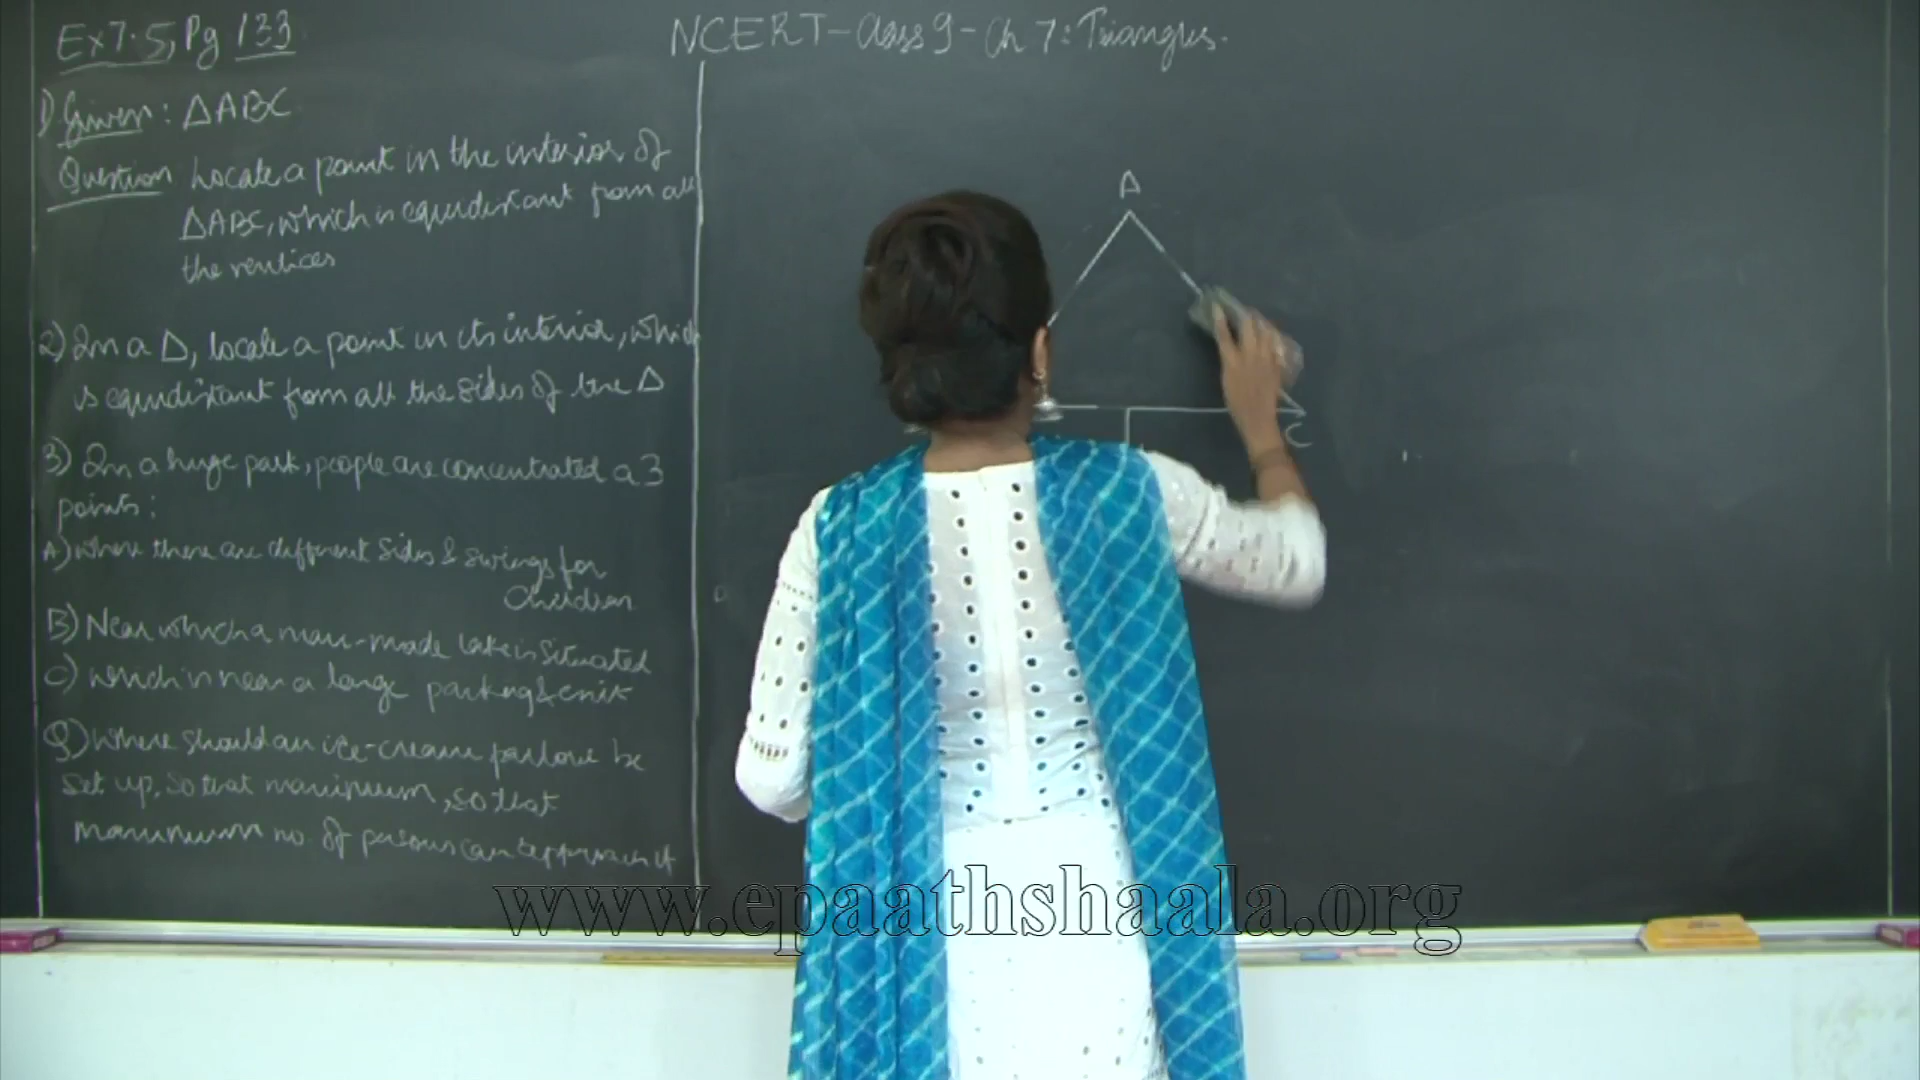 Ex7.5, Pg 133
NCERT-Class 9-Ch 7: Triangles.
1) Given: ΔABC
Question Locate a point in the interior of
ΔABC, which is equidistant from all
the vertices
2) In a Δ, locate a point in its interior, which
is equidistant from all the sides of the Δ
3) In a huge park, people are concentrated a 3
points:
A) where there are different Sides & swings for
Children
B) Near which a man-made lake is situated
C) which is near a large parking & exit
Q) where should an ice-cream parlour be
set up, so that maximum, so that
maximum no. of persons can approach it
A
C
www.epaathshaala.org